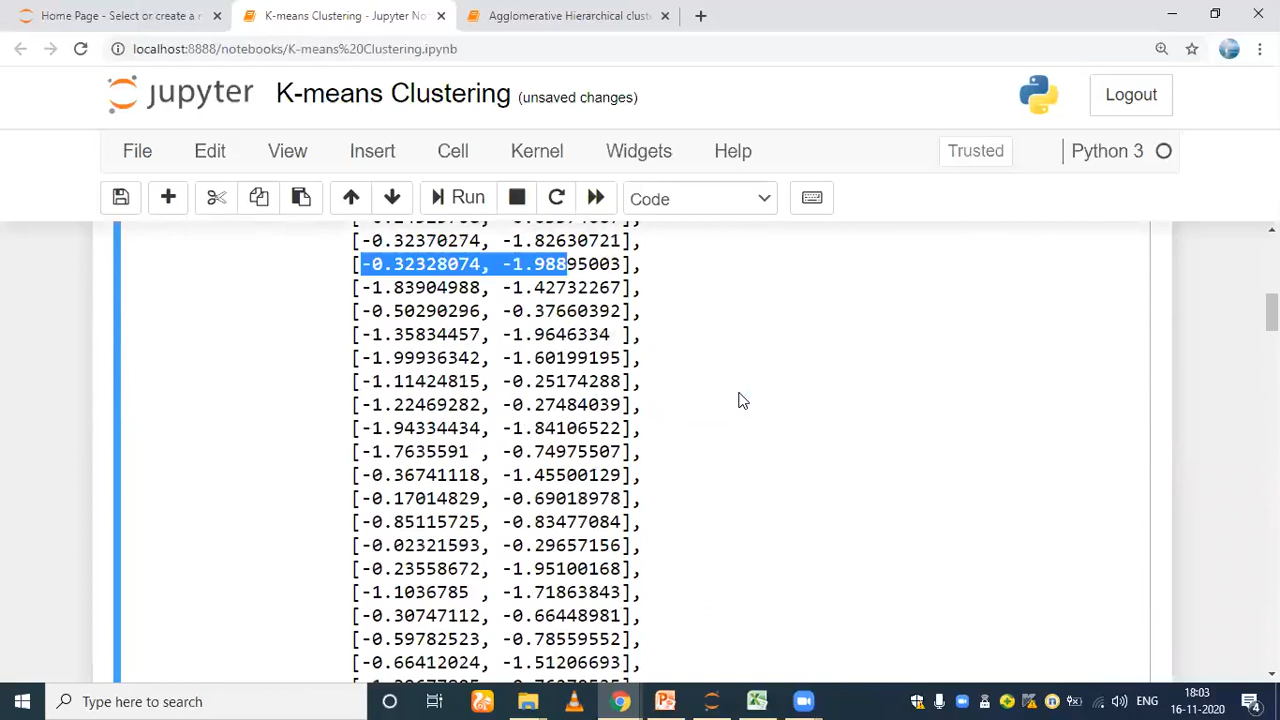 Home Page - Select or create a n
K-means Clustering - Jupyter No
Agglomerative Hierarchical clust
localhost:8888/notebooks/K-means%20Clustering.ipynb
jupyter K-means Clustering (unsaved changes) Logout
File Edit View Insert Cell Kernel Widgets Help Trusted Python 3
Run Code
[-0.32370274, -1.82630721],
[-0.32328074, -1.98895003],
[-1.83904988, -1.42732267],
[-0.50290296, -0.37660392],
[-1.35834457, -1.9646334 ],
[-1.99936342, -1.60199195],
[-1.11424815, -0.25174288],
[-1.22469282, -0.27484039],
[-1.94334434, -1.84106522],
[-1.7635591 , -0.74975507],
[-0.36741118, -1.45500129],
[-0.17014829, -0.69018978],
[-0.85115725, -0.83477084],
[-0.02321593, -0.29657156],
[-0.23558672, -1.95100168],
[-1.1036785 , -1.71863843],
[-0.30747112, -0.66448981],
[-0.59782523, -0.78559552],
[-0.66412024, -1.51206693],
Type here to search
ENG
18:03
16-11-2020